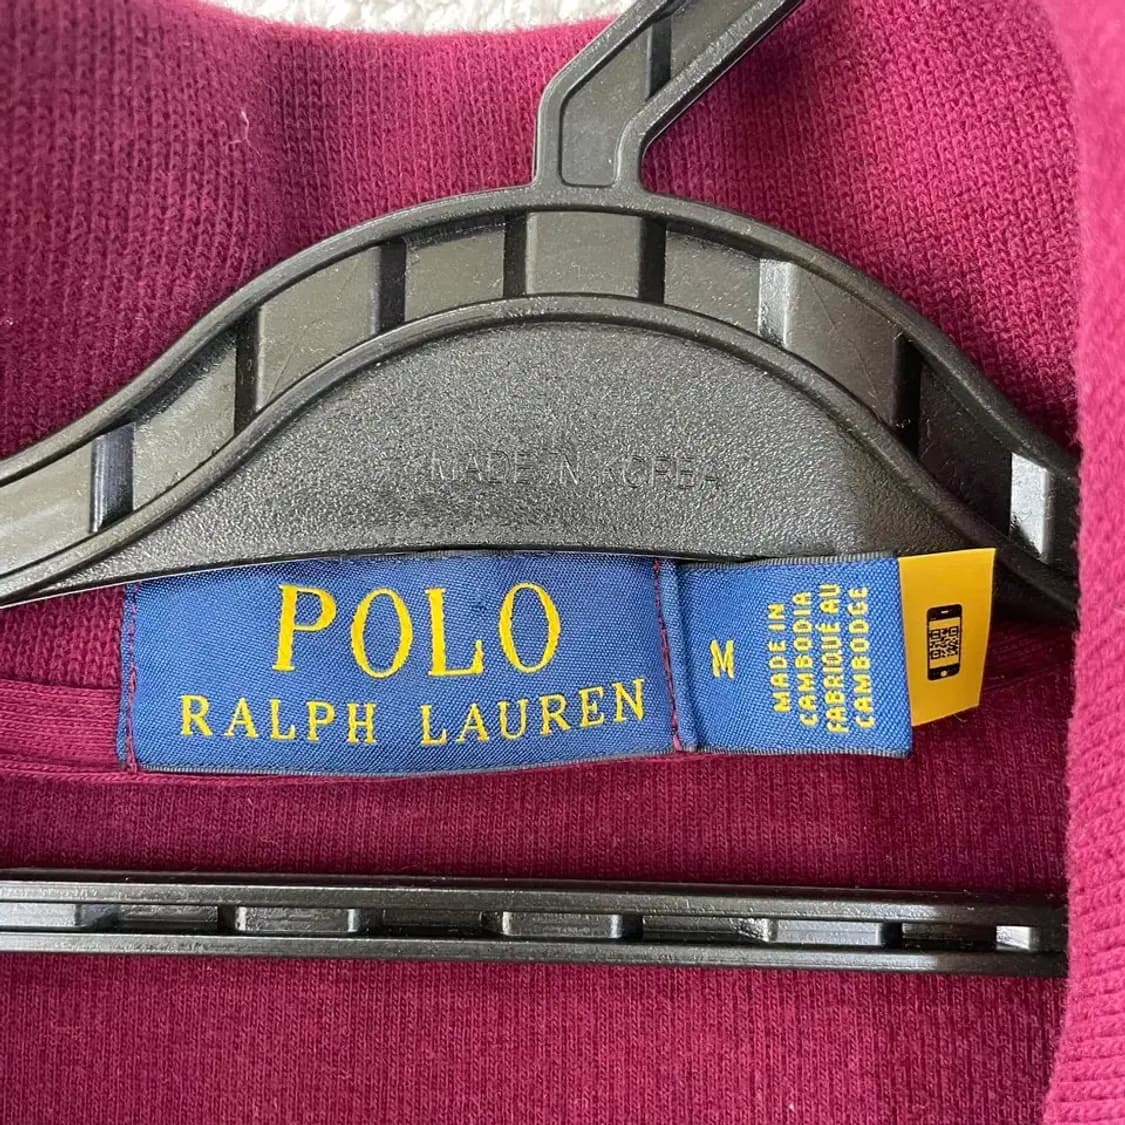 MADE IN KOREA
POLO
RALPH LAUREN
M
MADE IN
CAMBODIA
FABRIQUÉ AU
CAMBODGE